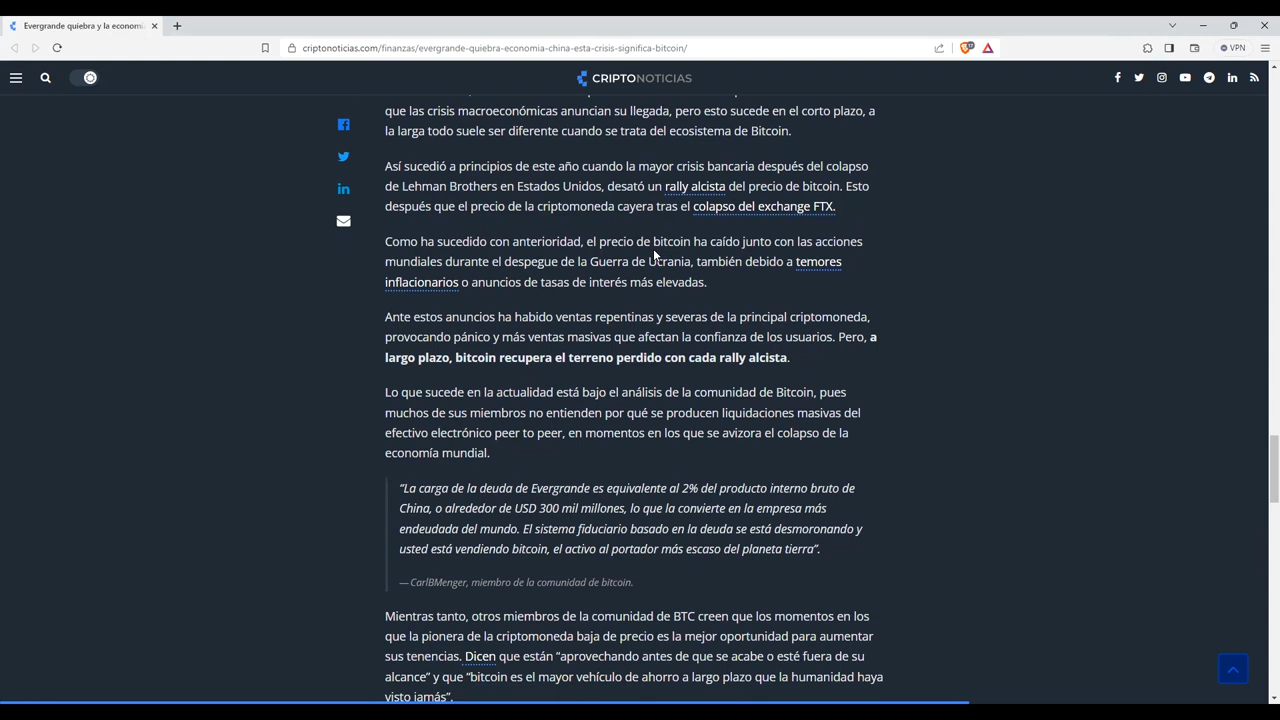 Evergrande quiebra y la economí
criptonoticias.com/finanzas/evergrande-quiebra-economia-china-esta-crisis-significa-bitcoin/
17
VPN
CRIPTONOTICIAS
que las crisis macroeconómicas anuncian su llegada, pero esto sucede en el corto plazo, a
la larga todo suele ser diferente cuando se trata del ecosistema de Bitcoin.
Así sucedió a principios de este año cuando la mayor crisis bancaria después del colapso
de Lehman Brothers en Estados Unidos, desató un rally alcista del precio de bitcoin. Esto
después que el precio de la criptomoneda cayera tras el colapso del exchange FTX.
Como ha sucedido con anterioridad, el precio de bitcoin ha caído junto con las acciones
mundiales durante el despegue de la Guerra de Ucrania, también debido a temores
inflacionarios o anuncios de tasas de interés más elevadas.
Ante estos anuncios ha habido ventas repentinas y severas de la principal criptomoneda,
provocando pánico y más ventas masivas que afectan la confianza de los usuarios. Pero, a
largo plazo, bitcoin recupera el terreno perdido con cada rally alcista.
Lo que sucede en la actualidad está bajo el análisis de la comunidad de Bitcoin, pues
muchos de sus miembros no entienden por qué se producen liquidaciones masivas del
efectivo electrónico peer to peer, en momentos en los que se avizora el colapso de la
economía mundial.
“La carga de la deuda de Evergrande es equivalente al 2% del producto interno bruto de
China, o alrededor de USD 300 mil millones, lo que la convierte en la empresa más
endeudada del mundo. El sistema fiduciario basado en la deuda se está desmoronando y
usted está vendiendo bitcoin, el activo al portador más escaso del planeta tierra”.
— CarlBMenger, miembro de la comunidad de bitcoin.
Mientras tanto, otros miembros de la comunidad de BTC creen que los momentos en los
que la pionera de la criptomoneda baja de precio es la mejor oportunidad para aumentar
sus tenencias. Dicen que están “aprovechando antes de que se acabe o esté fuera de su
alcance” y que “bitcoin es el mayor vehículo de ahorro a largo plazo que la humanidad haya
visto jamás”.